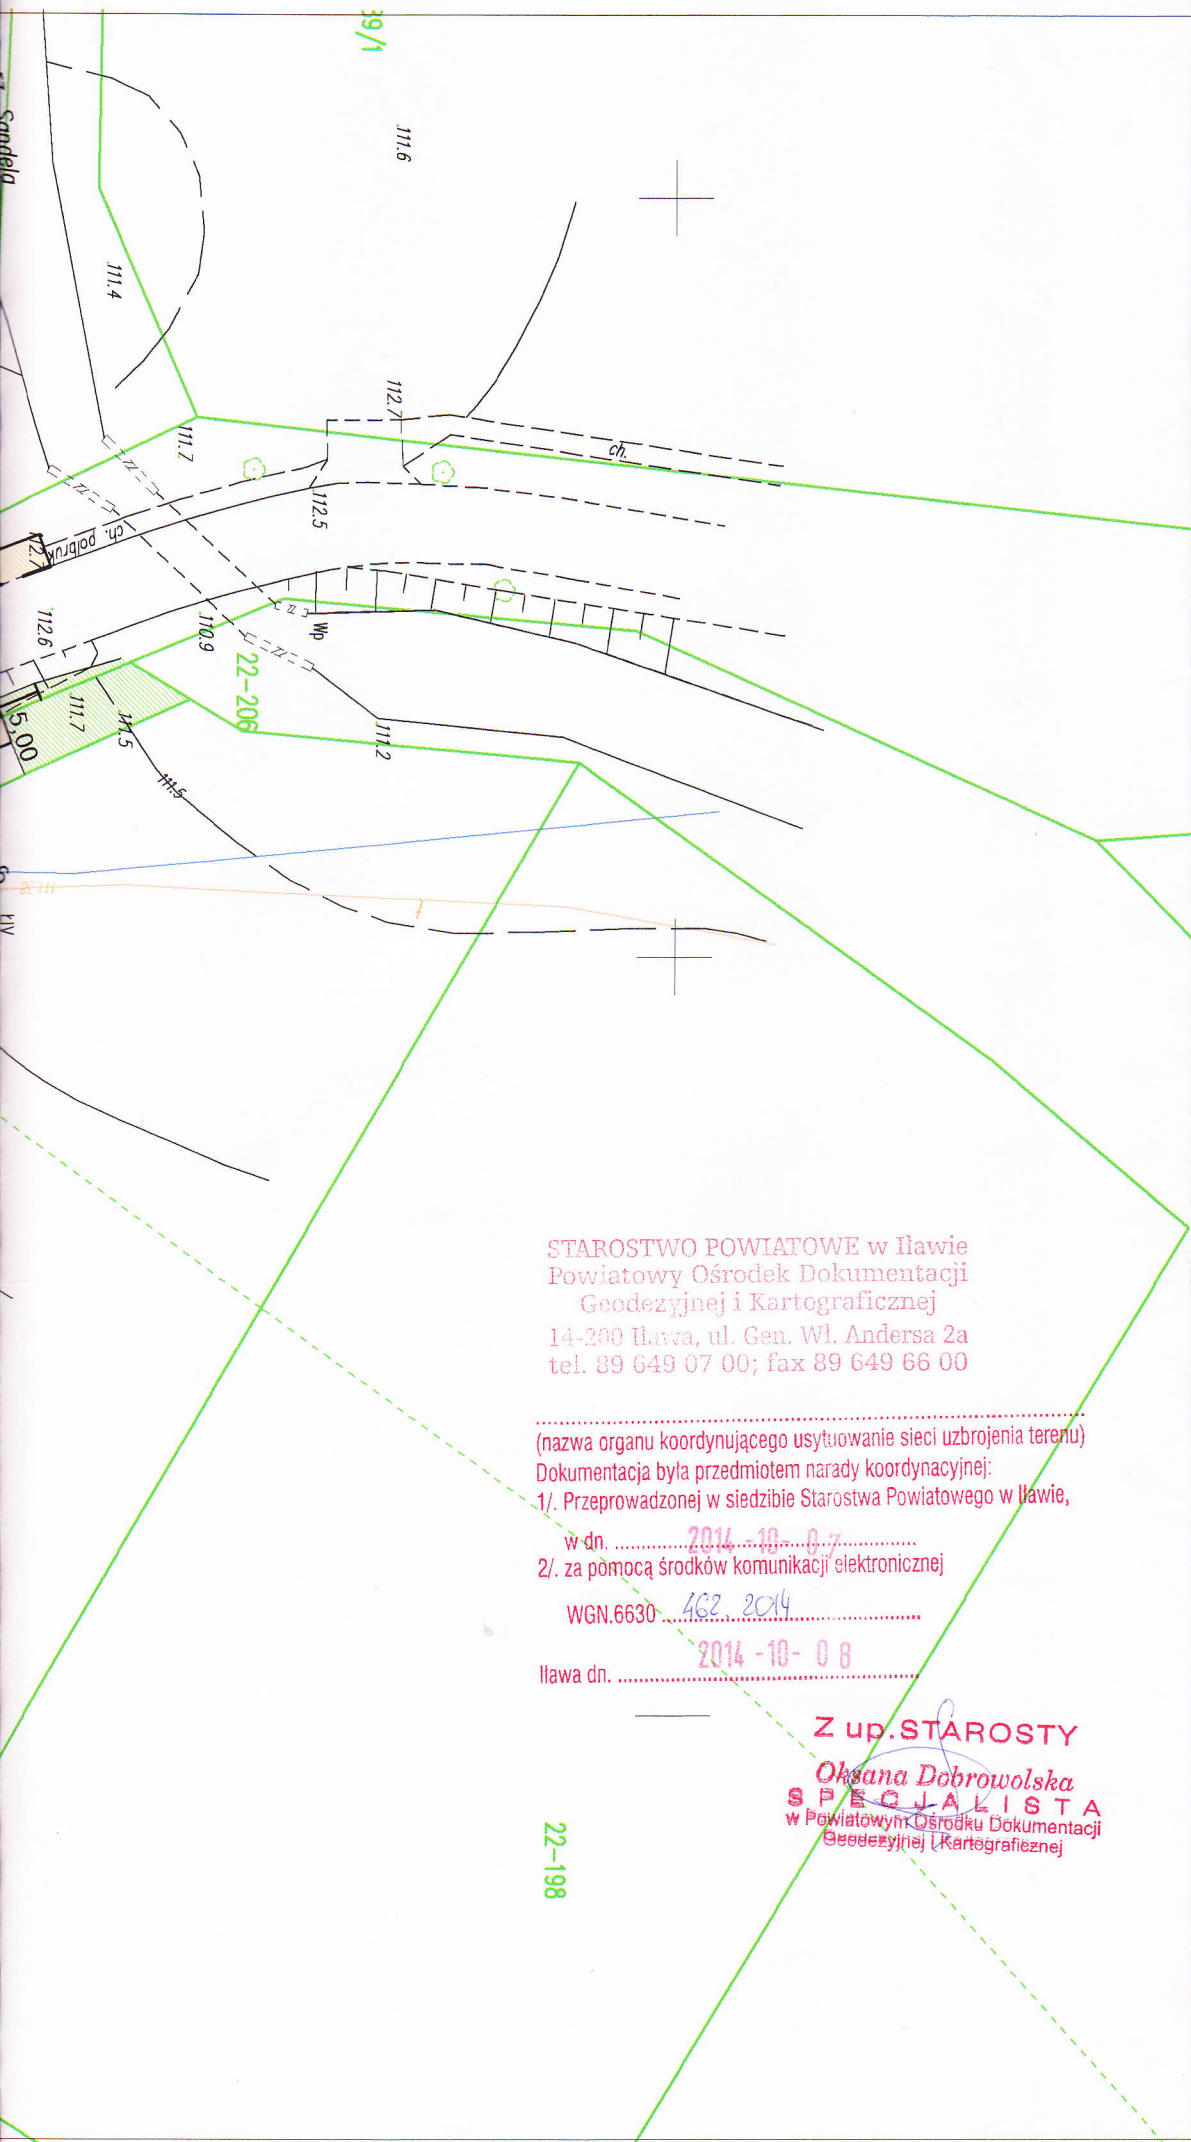 39/1
111.6
Sandela
111.4
112.7
ch.
111.7
112.5
ch. polbruk
112.6
110.9
Wp
22-206
111.7
111.5
5,00
111.2
111.5
STAROSTWO POWIATOWE w Iławie
Powiatowy Ośrodek Dokumentacji
Geodezyjnej i Kartograficznej
14-200 Iława, ul. Gen. Wł. Andersa 2a
tel. 89 649 07 00; fax 89 649 66 00
(nazwa organu koordynującego usytuowanie sieci uzbrojenia terenu)
Dokumentacja była przedmiotem narady koordynacyjnej:
1/. Przeprowadzonej w siedzibie Starostwa Powiatowego w Iławie,
w dn. 2014 -10- 07
2/. za pomocą środków komunikacji elektronicznej
WGN.6630 462. 2014
Iława dn. 2014 -10- 08
Z up. STAROSTY
Oksana Dobrowolska
SPECJALISTA
w Powiatowym Ośrodku Dokumentacji
Geodezyjnej i Kartograficznej
22-198